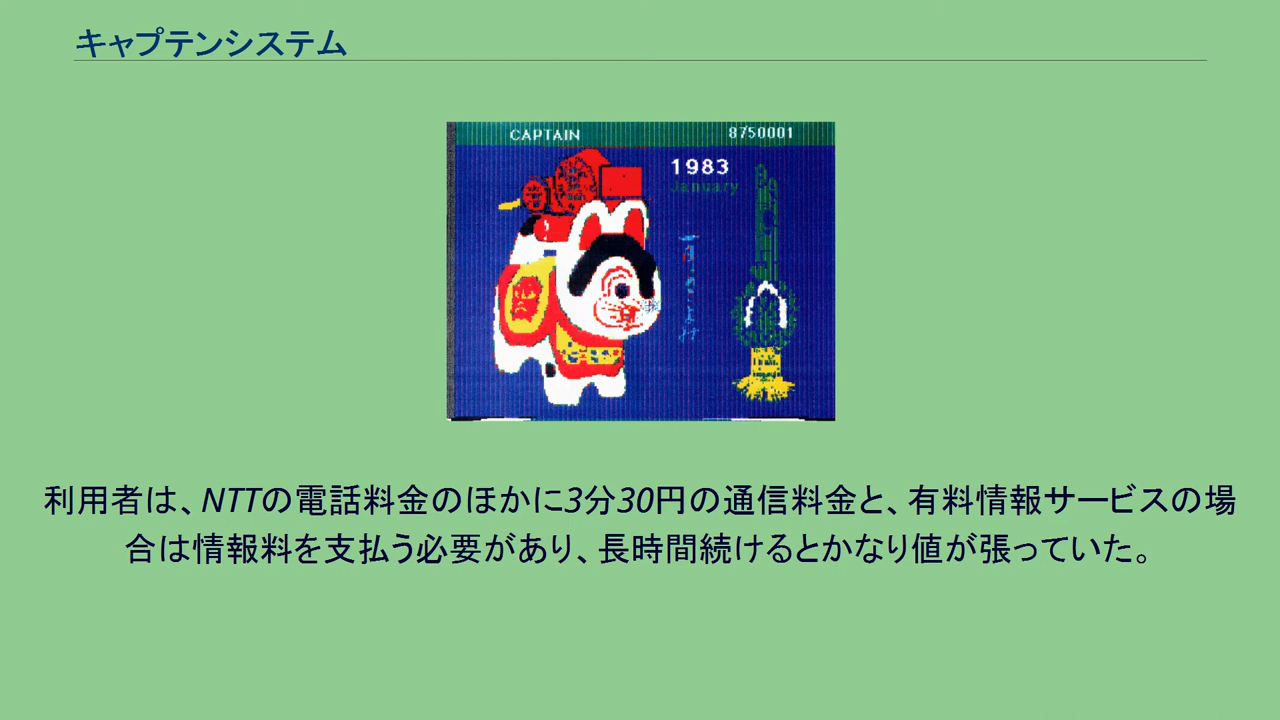 キャプテンシステム
CAPTAIN 8750001
1983
January
利用者は、NTTの電話料金のほかに3分30円の通信料金と、有料情報サービスの場
合は情報料を支払う必要があり、長時間続けるとかなり値が張っていた。